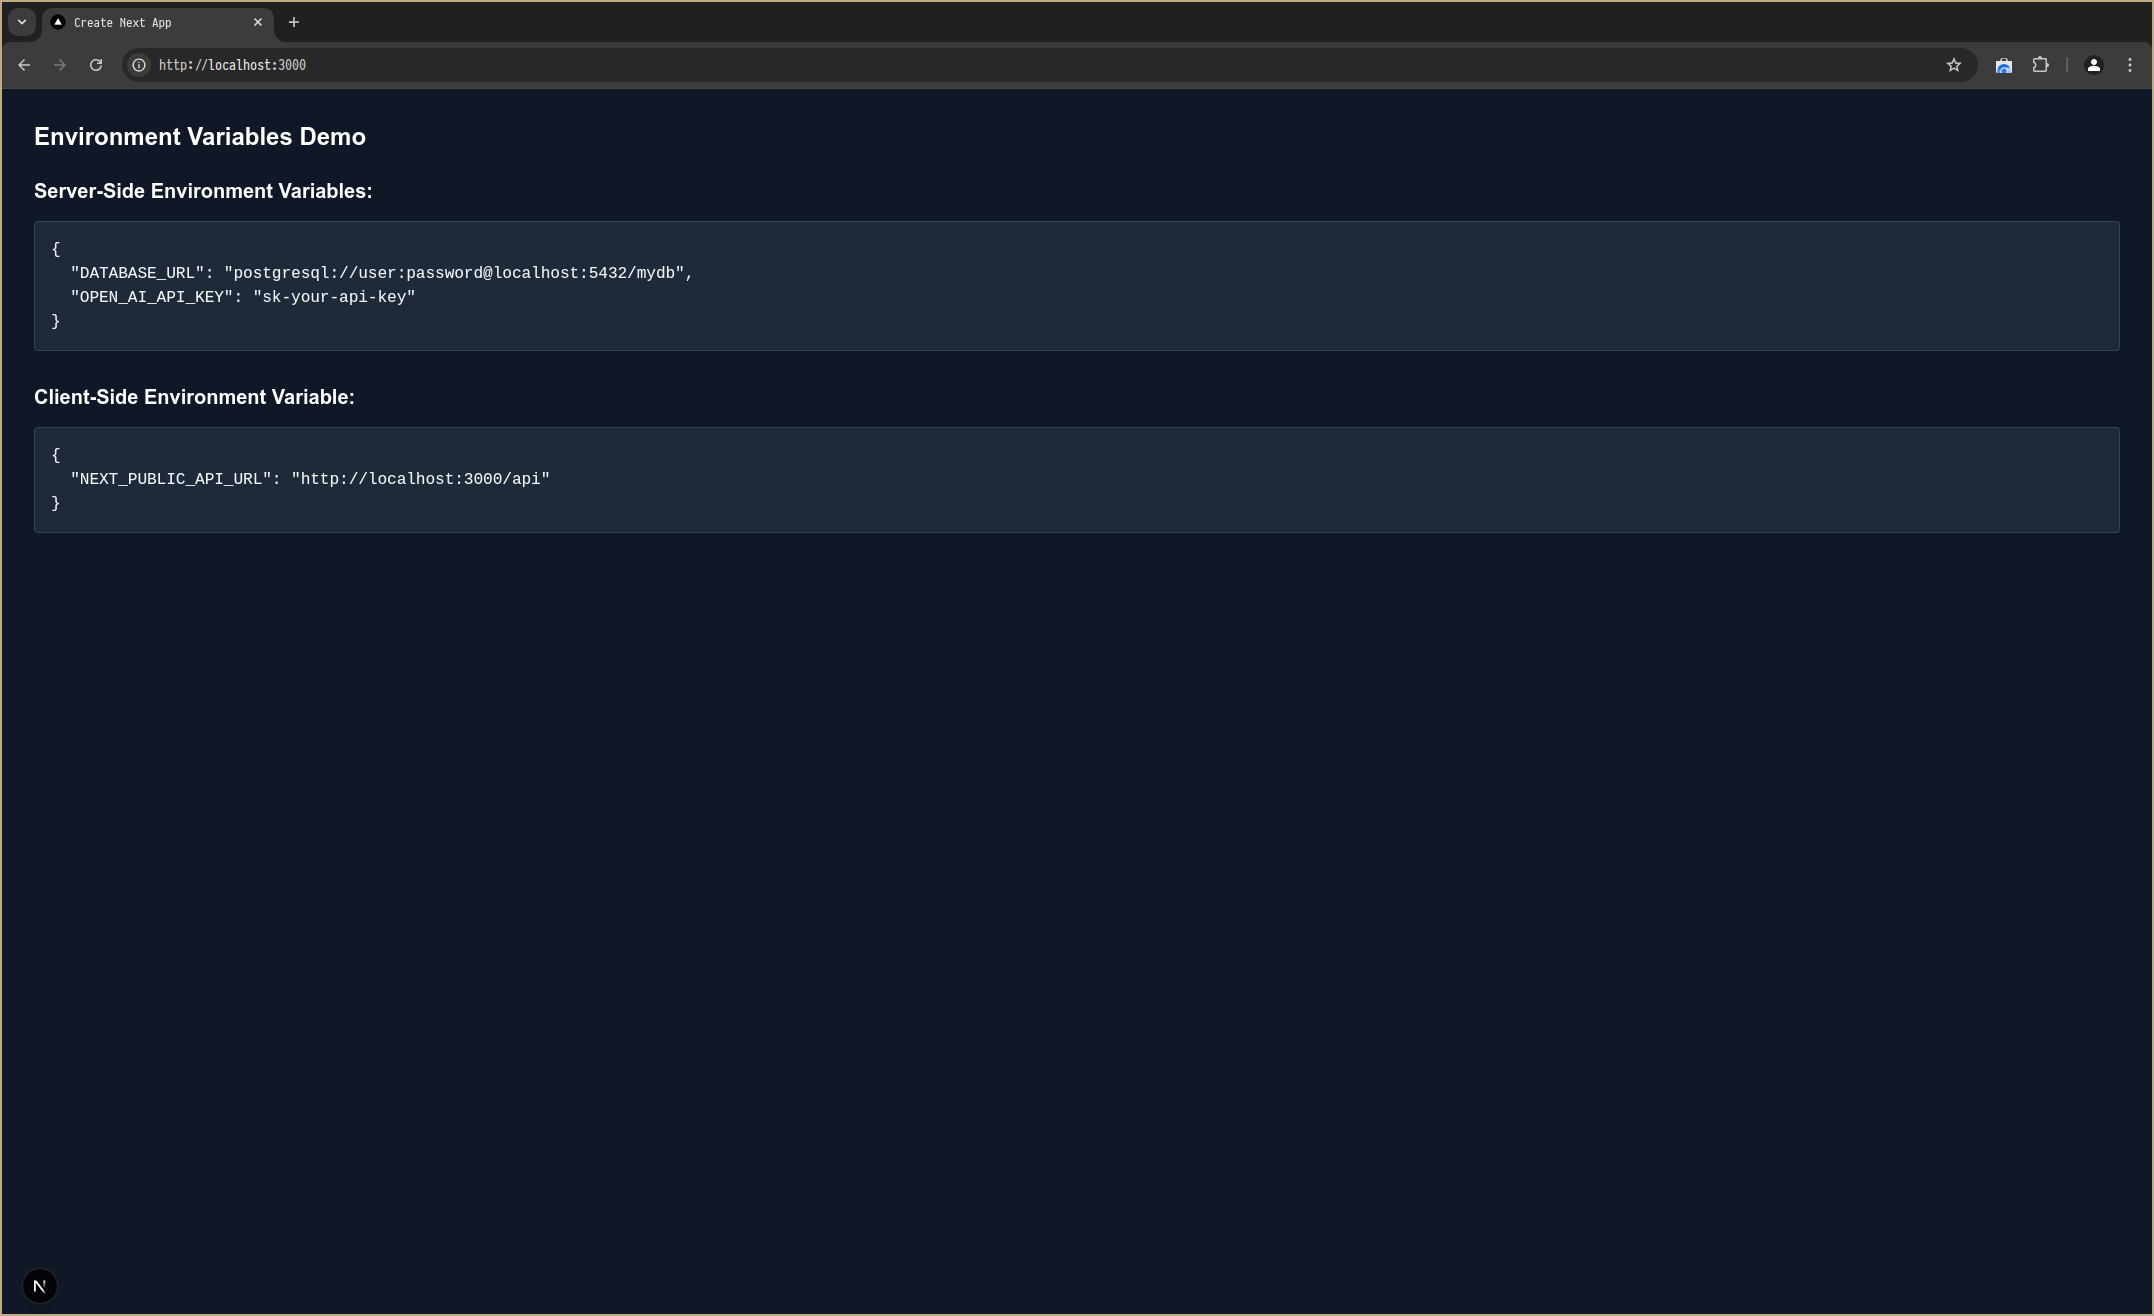 Create Next App
http://localhost:3000
Environment Variables Demo
Server-Side Environment Variables:
{
  "DATABASE_URL": "postgresql://user:password@localhost:5432/mydb",
  "OPEN_AI_API_KEY": "sk-your-api-key"
}
Client-Side Environment Variable:
{
  "NEXT_PUBLIC_API_URL": "http://localhost:3000/api"
}
N